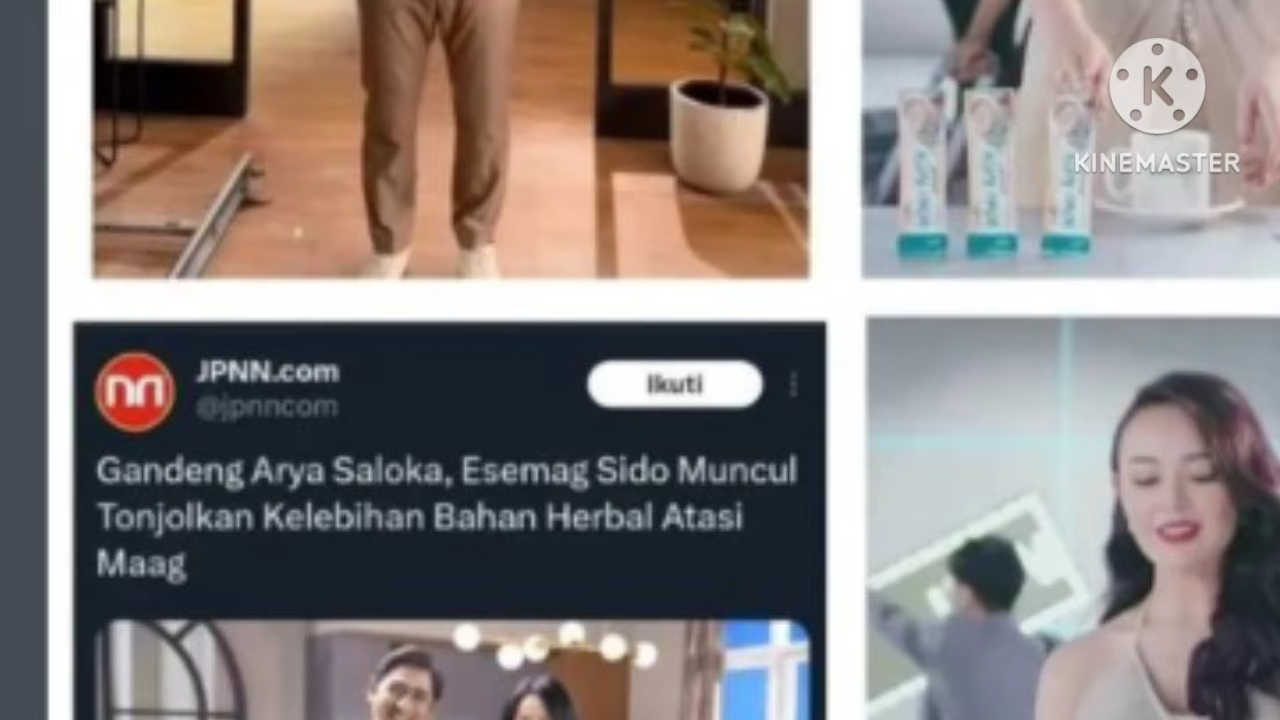 KINEMASTER
JPNN.com
@jpnncom
Ikuti
Gandeng Arya Saloka, Esemag Sido Muncul
Tonjolkan Kelebihan Bahan Herbal Atasi
Maag